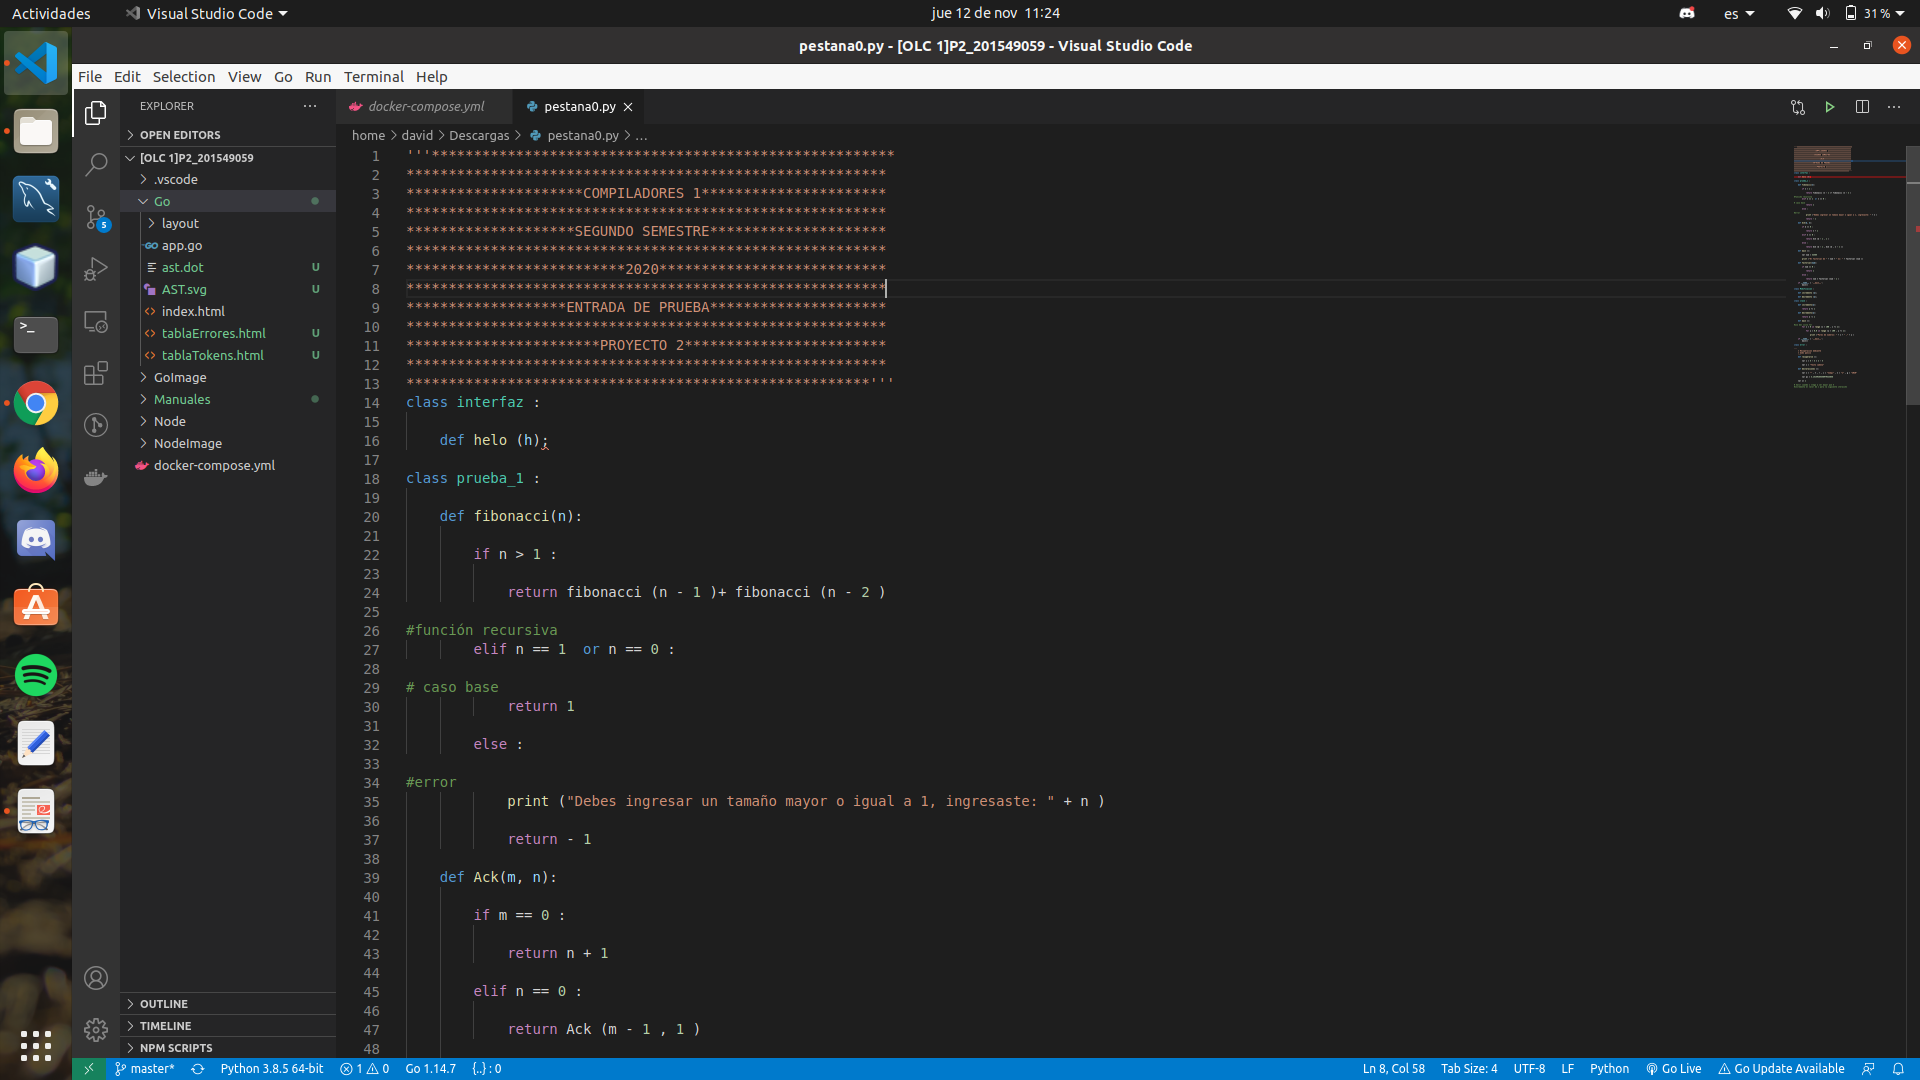 Actividades
Visual Studio Code
jue 12 de nov 11:24
es
31 %
pestana0.py - [OLC 1]P2_201549059 - Visual Studio Code
File Edit Selection View Go Run Terminal Help
EXPLORER
OPEN EDITORS
[OLC 1]P2_201549059
.vscode
Go
layout
app.go
ast.dot U
AST.svg U
index.html
tablaErrores.html U
tablaTokens.html U
GoImage
Manuales
Node
NodeImage
docker-compose.yml
OUTLINE
TIMELINE
NPM SCRIPTS
5
docker-compose.yml
pestana0.py
home > david > Descargas > pestana0.py > ...
1 '''*******************************************************
2 *********************************************************
3 *********************COMPILADORES 1**********************
4 *********************************************************
5 ********************SEGUNDO SEMESTRE*********************
6 *********************************************************
7 **************************2020***************************
8 *********************************************************
9 *******************ENTRADA DE PRUEBA*********************
10 *********************************************************
11 ***********************PROYECTO 2************************
12 *********************************************************
13 *******************************************************'''
14 class interfaz :
15
16 def helo (h);
17
18 class prueba_1 :
19
20 def fibonacci(n):
21
22 if n > 1 :
23
24 return fibonacci (n - 1 )+ fibonacci (n - 2 )
25
26 #función recursiva
27 elif n == 1  or n == 0 :
28
29 # caso base
30 return 1
31
32 else :
33
34 #error
35 print ("Debes ingresar un tamaño mayor o igual a 1, ingresaste: " + n )
36
37 return - 1
38
39 def Ack(m, n):
40
41 if m == 0 :
42
43 return n + 1
44
45 elif n == 0 :
46
47 return Ack (m - 1 , 1 )
48
master* Python 3.8.5 64-bit 1 0 Go 1.14.7 {..} : 0
Ln 8, Col 58 Tab Size: 4 UTF-8 LF Python Go Live Go Update Available